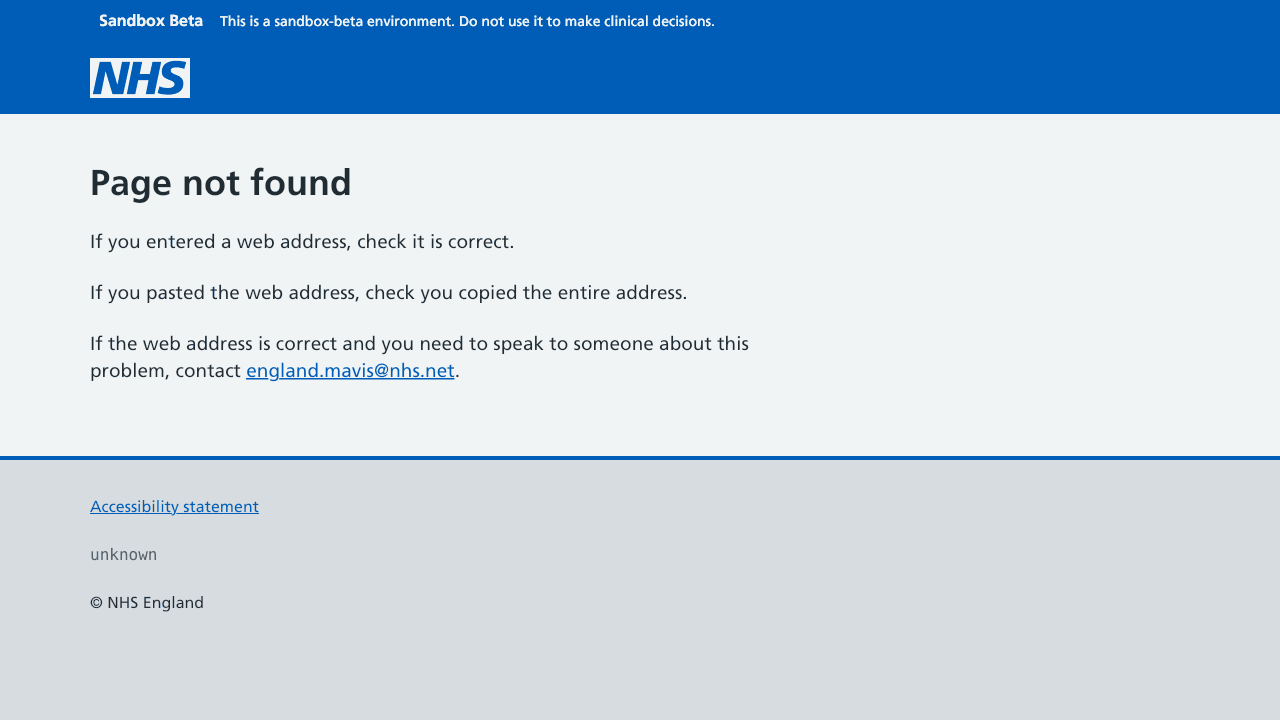 Sandbox Beta This is a sandbox-beta environment. Do not use it to make clinical decisions.
NHS
Page not found
If you entered a web address, check it is correct.
If you pasted the web address, check you copied the entire address.
If the web address is correct and you need to speak to someone about this
problem, contact england.mavis@nhs.net.
Accessibility statement
unknown
© NHS England